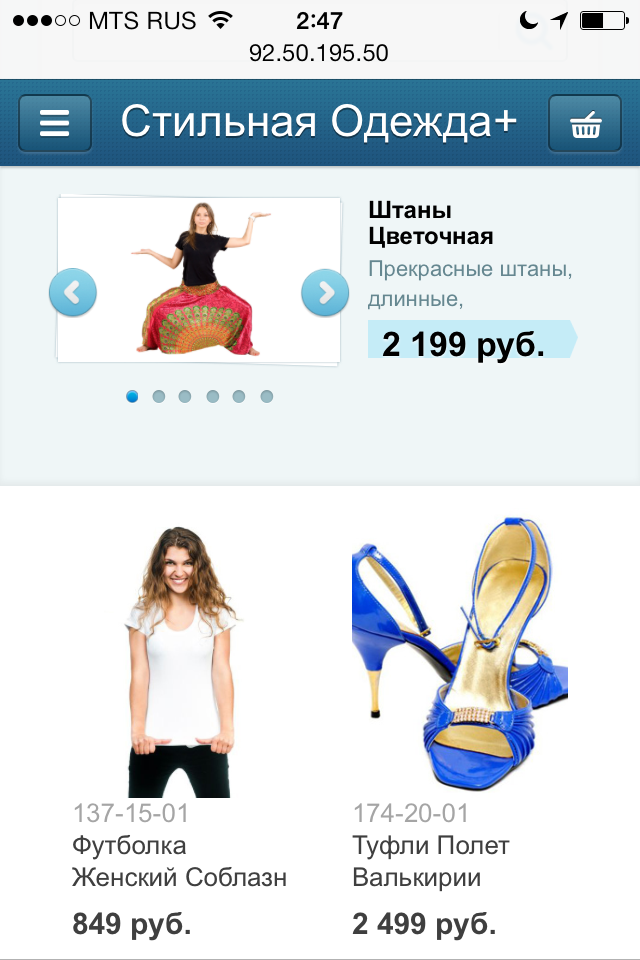 MTS RUS 2:47
92.50.195.50
Стильная Одежда+
Штаны
Цветочная
Прекрасные штаны,
длинные,
2 199 руб.
137-15-01
Футболка
Женский Соблазн
849 руб.
174-20-01
Туфли Полет
Валькирии
2 499 руб.